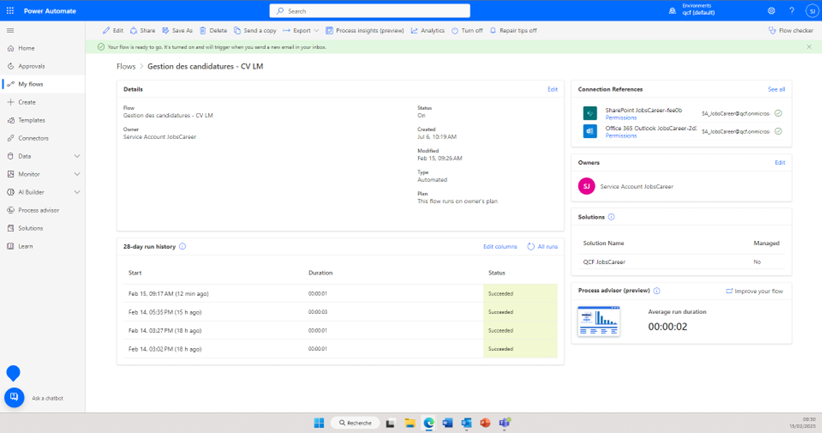 Power Automate
Search
Environments
qcf (default)
SJ
Edit Share Save As Delete Send a copy Export Process insights (preview) Analytics Turn off Repair tips off Flow checker
Your flow is ready to go. It's turned on and will trigger when you send a new email in your inbox.
Home
Approvals
My flows
Create
Templates
Connectors
Data
Monitor
AI Builder
Process advisor
Solutions
Learn
Ask a chatbot
Flows > Gestion des candidatures - CV LM
Details
Edit
Flow
Gestion des candidatures - CV LM
Owner
Service Account JobsCareer
Status
On
Created
Jul 6, 10:19 AM
Modified
Feb 15, 09:25 AM
Type
Automated
Plan
This flow runs on owner's plan
28-day run history
Edit columns
All runs
Start Duration Status
Feb 15, 09:17 AM (12 min ago) 00:00:01 Succeeded
Feb 14, 05:35 PM (15 h ago) 00:00:03 Succeeded
Feb 14, 03:27 PM (18 h ago) 00:00:01 Succeeded
Feb 14, 03:02 PM (18 h ago) 00:00:01 Succeeded
Connection References
See all
SharePoint JobsCareer-fee0b
Permissions
SA_JobsCareer@qcf.onmicros
Office 365 Outlook JobsCareer-2d
Permissions
SA_JobsCareer@qcf.onmicros
Owners
Edit
SJ
Service Account JobsCareer
Solutions
Solution Name Managed
QCF JobsCareer No
Process advisor (preview)
Improve your flow
Average run duration
00:00:02
Recherche
09:30
15/02/2023